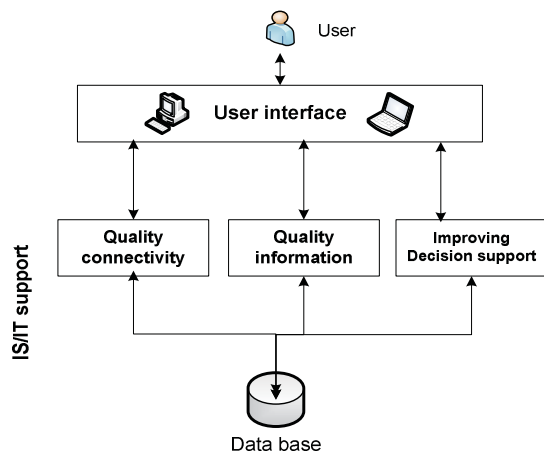 User
User interface
Quality
connectivity
Quality
information
Improving
Decision support
IS/IT support
Data base